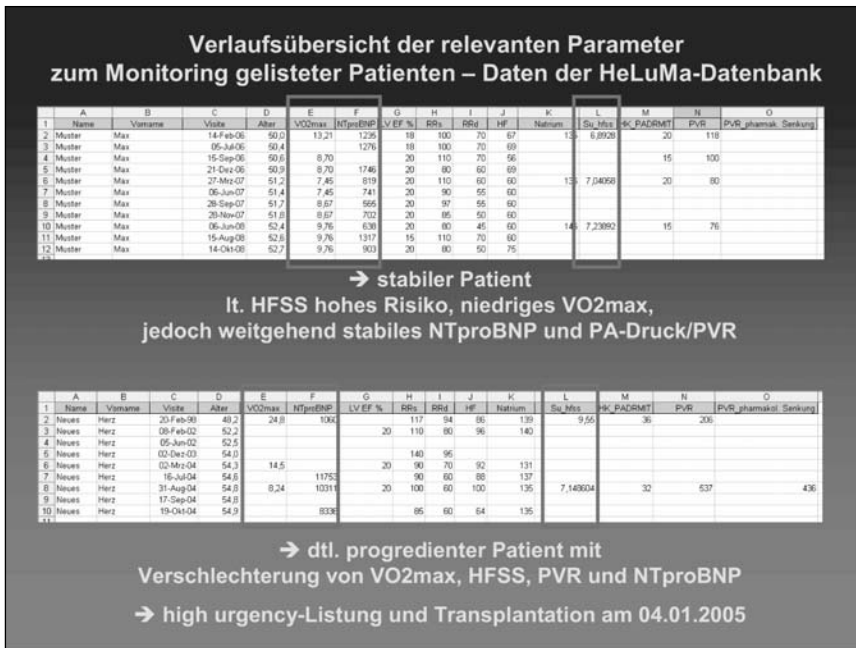 Verlaufsübersicht der relevanten Parameter
zum Monitoring gelisteter Patienten – Daten der HeLuMa-Datenbank
A B C D E F G H I J K L M N O
1 Name Vorname Visite Alter VO2max NTproBNP LV EF % RRs RRd HF Natrium Su_hfss HK_PADRMIT PVR PVR_pharmak. Senkung
2 Muster Max 14-Feb-06 50,0 13,21 1235 18 100 70 67 6,8928 20 118
3 Muster Max 05-Jul-06 50,4 1276 18 100 70 69
4 Muster Max 15-Sep-06 50,6 8,70 20 110 70 56 15 100
5 Muster Max 21-Dez-06 50,9 8,70 1746 20 80 60 69
6 Muster Max 27-Mrz-07 51,2 7,45 819 20 110 60 60 7,04058 20 80
7 Muster Max 06-Jun-07 51,4 7,45 741 20 90 55 60
8 Muster Max 28-Sep-07 51,7 8,67 565 20 97 55 60
9 Muster Max 28-Nov-07 51,8 8,67 702 20 85 50 60
10 Muster Max 06-Jun-08 52,4 9,76 638 20 80 45 60 7,23892 15 76
11 Muster Max 15-Aug-08 52,6 9,76 1317 15 110 70 60
12 Muster Max 14-Okt-08 52,7 9,76 903 20 80 50 75
➔ stabiler Patient
lt. HFSS hohes Risiko, niedriges VO2max,
jedoch weitgehend stabiles NTproBNP und PA-Druck/PVR
A B C D E F G H I J K L M N O
1 Name Vorname Visite Alter VO2max NTproBNP LV EF % RRs RRd HF Natrium Su_hfss HK_PADRMIT PVR PVR_pharmakol. Senkung
2 Neues Herz 20-Feb-98 48,2 24,8 1060 117 94 86 139 9,55 36 206
3 Neues Herz 08-Feb-02 52,2 20 110 80 96 140
4 Neues Herz 05-Jun-02 52,5
5 Neues Herz 02-Dez-03 54,0 140 95
6 Neues Herz 02-Mrz-04 54,3 14,5 20 90 70 92 131
7 Neues Herz 16-Jul-04 54,6 11753 90 60 88 137
8 Neues Herz 31-Aug-04 54,8 8,24 10311 20 100 60 100 135 7,148604 32 537 436
9 Neues Herz 17-Sep-04 54,8
10 Neues Herz 19-Okt-04 54,9 8336 85 60 64 135
➔ dtl. progredienter Patient mit
Verschlechterung von VO2max, HFSS, PVR und NTproBNP
➔ high urgency-Listung und Transplantation am 04.01.2005